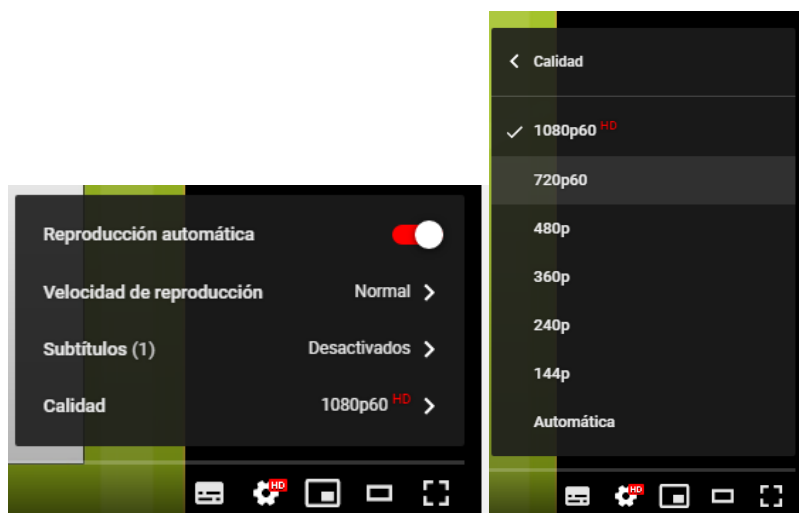 Reproducción automática
Velocidad de reproducción Normal
Subtítulos (1) Desactivados
Calidad 1080p60 HD
HD
Calidad
1080p60 HD
720p60
480p
360p
240p
144p
Automática
HD